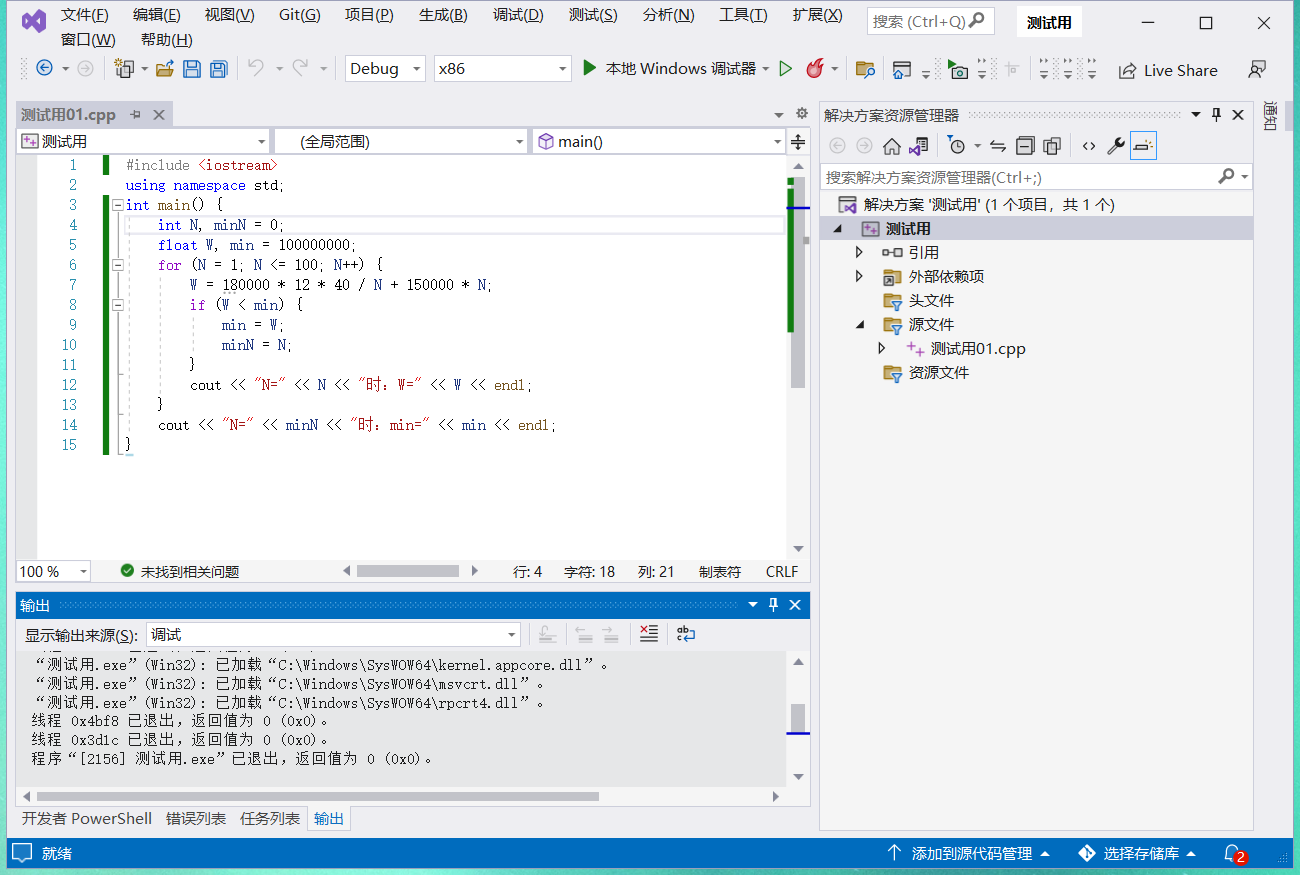 文件(F) 编辑(E) 视图(V) Git(G) 项目(P) 生成(B) 调试(D) 测试(S) 分析(N) 工具(T) 扩展(X) 搜索 (Ctrl+Q) 测试用
窗口(W) 帮助(H)
Debug x86 本地 Windows 调试器 Live Share
测试用01.cpp
测试用 (全局范围) main()
1 #include <iostream>
2 using namespace std;
3 int main() {
4 int N, minN = 0;
5 float W, min = 100000000;
6 for (N = 1; N <= 100; N++) {
7 W = 180000 * 12 * 40 / N + 150000 * N;
8 if (W < min) {
9 min = W;
10 minN = N;
11 }
12 cout << "N=" << N << "时：W=" << W << endl;
13 }
14 cout << "N=" << minN << "时：min=" << min << endl;
15 }
100 % 未找到相关问题 行: 4 字符: 18 列: 21 制表符 CRLF
输出
显示输出来源(S): 调试
“测试用.exe”(Win32): 已加载“C:\Windows\SysWOW64\kernel.appcore.dll”。
“测试用.exe”(Win32): 已加载“C:\Windows\SysWOW64\msvcrt.dll”。
“测试用.exe”(Win32): 已加载“C:\Windows\SysWOW64\rpcrt4.dll”。
线程 0x4bf8 已退出，返回值为 0 (0x0)。
线程 0x3d1c 已退出，返回值为 0 (0x0)。
程序“[2156] 测试用.exe”已退出，返回值为 0 (0x0)。
开发者 PowerShell 错误列表 任务列表 输出
解决方案资源管理器
搜索解决方案资源管理器(Ctrl+;)
解决方案 '测试用' (1 个项目，共 1 个)
测试用
引用
外部依赖项
头文件
源文件
测试用01.cpp
资源文件
通知
就绪 添加到源代码管理 选择存储库 2